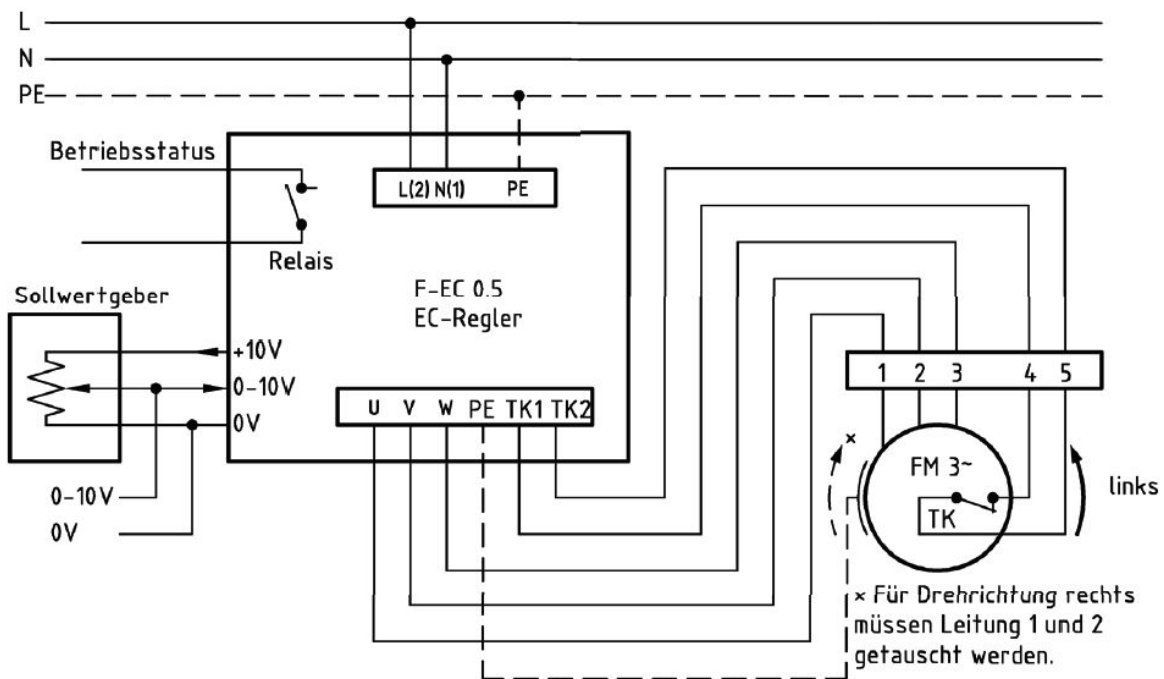 L
N
PE
Betriebsstatus
L(2) N(1) PE
Relais
F-EC 0.5
EC-Regler
Sollwertgeber
+10V
0-10V
0V
U V W PE TK1 TK2
0-10V
0V
1 2 3 4 5
×
FM 3~
TK
links
× Für Drehrichtung rechts
müssen Leitung 1 und 2
getauscht werden.